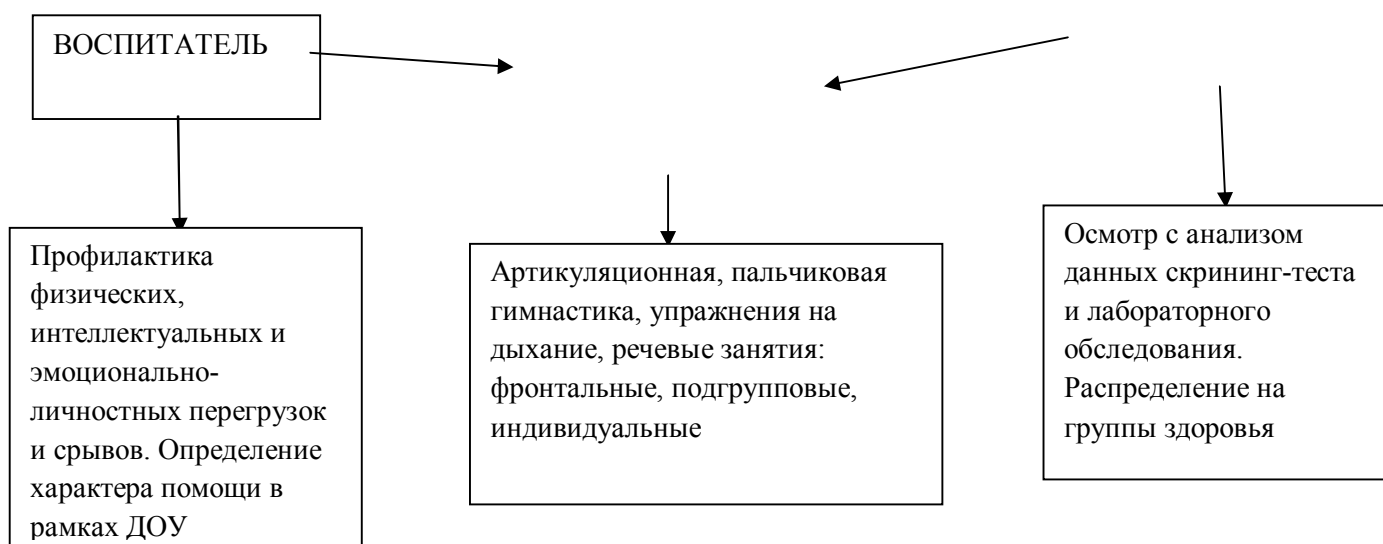 ВОСПИТАТЕЛЬ
Профилактика
физических,
интеллектуальных и
эмоционально-
личностных перегрузок
и срывов. Определение
характера помощи в
рамках ДОУ
Артикуляционная, пальчиковая
гимнастика, упражнения на
дыхание, речевые занятия:
фронтальные, подгрупповые,
индивидуальные
Осмотр с анализом
данных скрининг-теста
и лабораторного
обследования.
Распределение на
группы здоровья